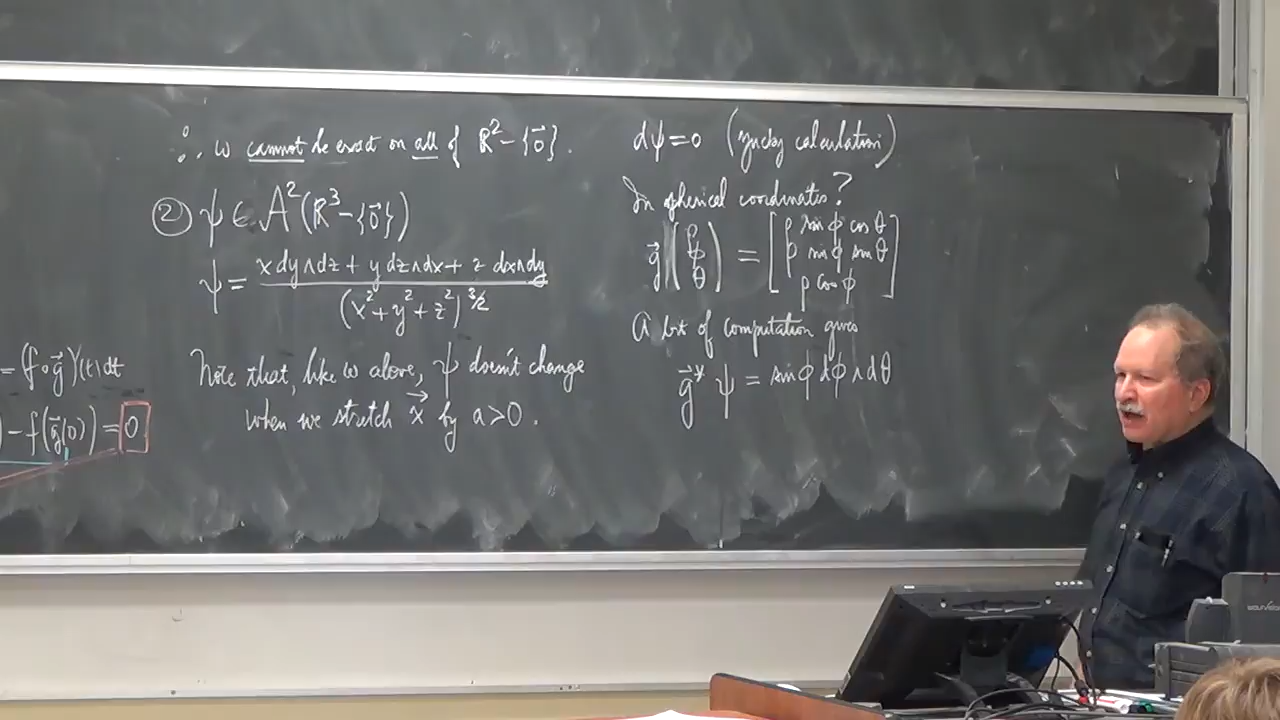 = (f∘g⃗)'(t)dt
) − f(g⃗(0)) = 0
∴ ω cannot be exact on all of ℝ² − {0⃗}.
② ψ ∈ A²(ℝ³ − {0⃗})
ψ = (x dy∧dz + y dz∧dx + z dx∧dy) / (x² + y² + z²)^{3/2}
Note that, like ω above, ψ doesn't change
when we stretch x⃗ by a > 0.
dψ = 0 (yucky calculation)
In spherical coordinates?
g⃗(ρ
φ
θ) = [ρ sin φ cos θ
ρ sin φ sin θ
ρ cos φ]
A bit of computation gives
g⃗*ψ = sin φ dφ∧dθ